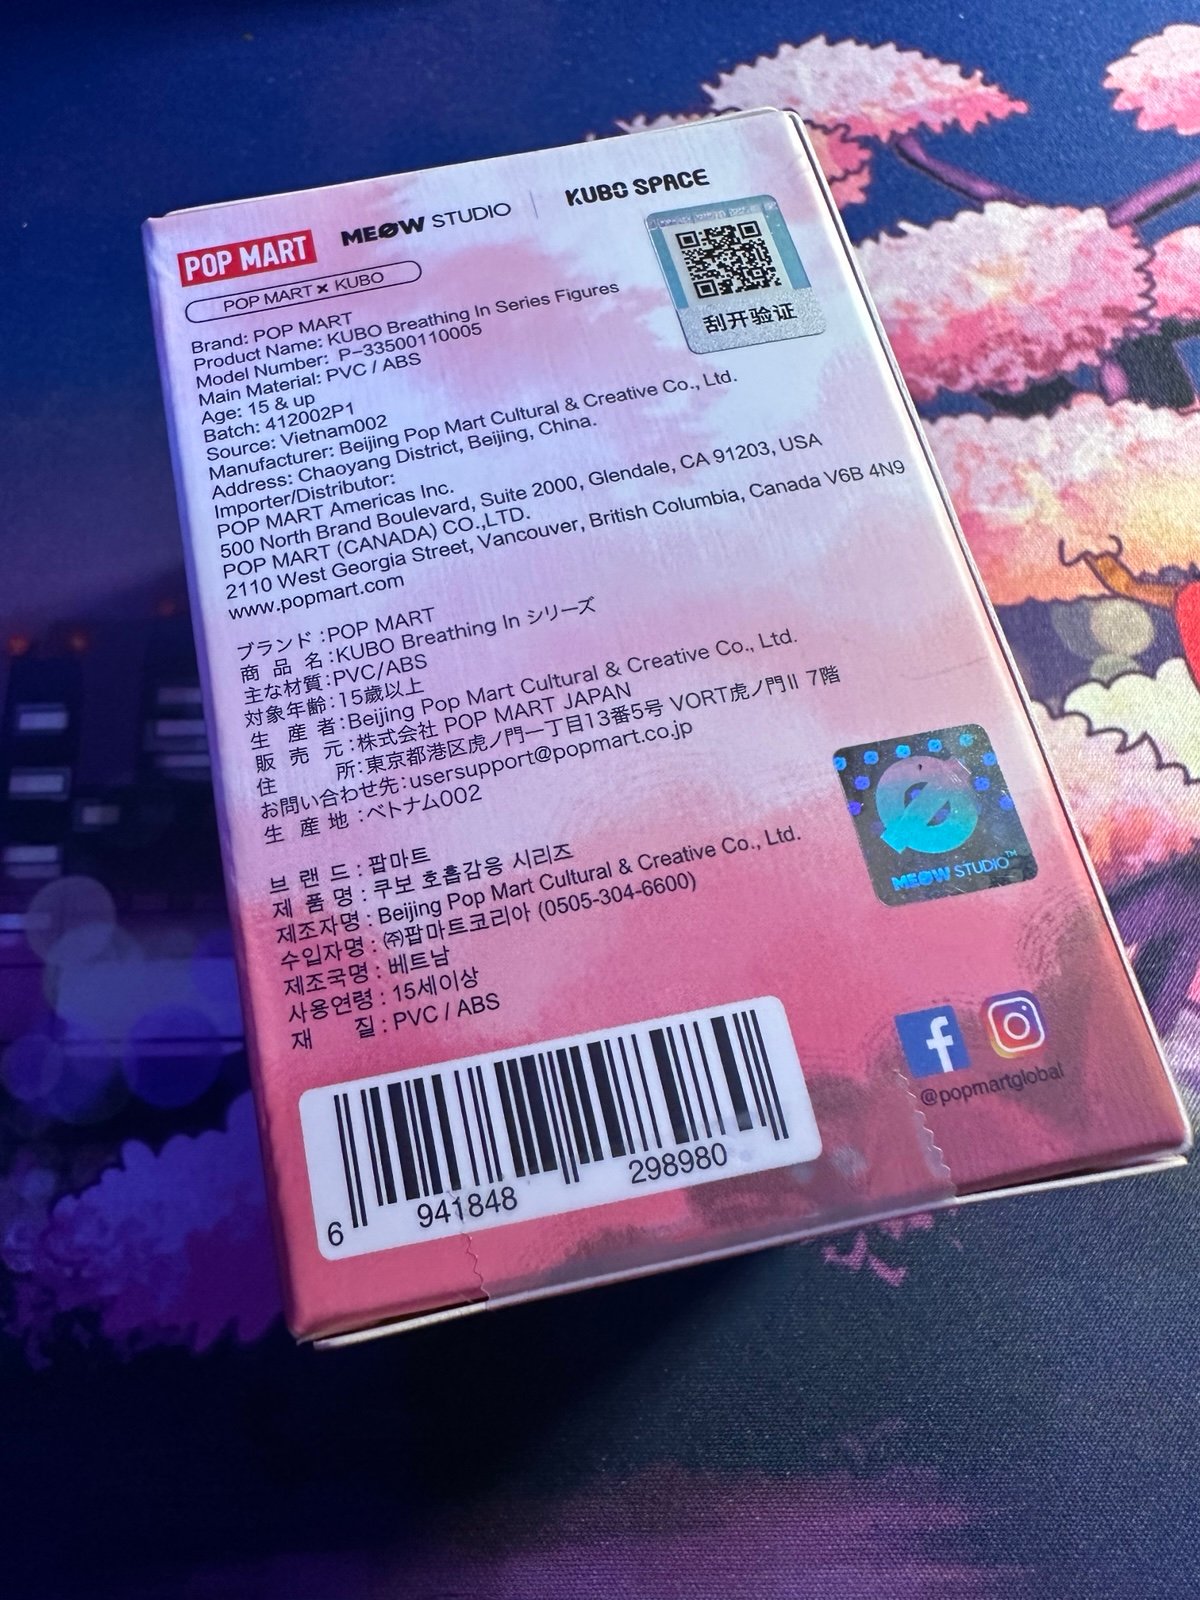 POP MART
MEOW STUDIO
KUBO SPACE
POP MART × KUBO
刮开验证
Brand: POP MART
Product Name: KUBO Breathing In Series Figures
Model Number: P-33500110005
Main Material: PVC / ABS
Age: 15 & up
Batch: 412002P1
Source: Vietnam002
Manufacturer: Beijing Pop Mart Cultural & Creative Co., Ltd.
Address: Chaoyang District, Beijing, China.
Importer/Distributor:
POP MART Americas Inc.
500 North Brand Boulevard, Suite 2000, Glendale, CA 91203, USA
POP MART (CANADA) CO.,LTD.
2110 West Georgia Street, Vancouver, British Columbia, Canada V6B 4N9
www.popmart.com
ブランド:POP MART
商品名:KUBO Breathing In シリーズ
主な材質:PVC/ABS
対象年齢:15歳以上
生産者:Beijing Pop Mart Cultural & Creative Co., Ltd.
販売元:株式会社 POP MART JAPAN
住所:東京都港区虎ノ門一丁目13番5号 VORT虎ノ門II 7階
お問い合わせ先:usersupport@popmart.co.jp
生産地:ベトナム002
MEOW STUDIO™
브랜드 : 팝마트
제품명 : 쿠보 호흡감응 시리즈
제조자명 : Beijing Pop Mart Cultural & Creative Co., Ltd.
수입자명 : ㈜팝마트코리아 (0505-304-6600)
제조국명 : 베트남
사용연령 : 15세이상
재질 : PVC / ABS
@popmartglobal
6 941848 298980